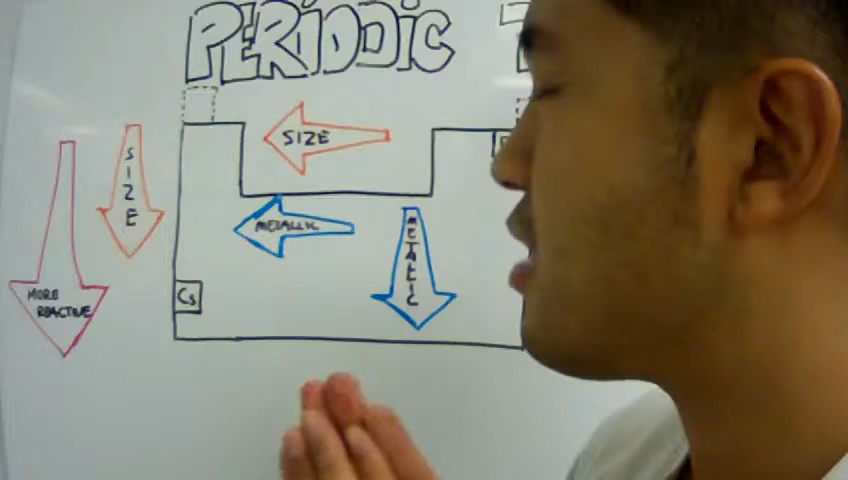 PERIODIC
SIZE
SIZE
METALLIC
METALLIC
MORE
REACTIVE
Cs